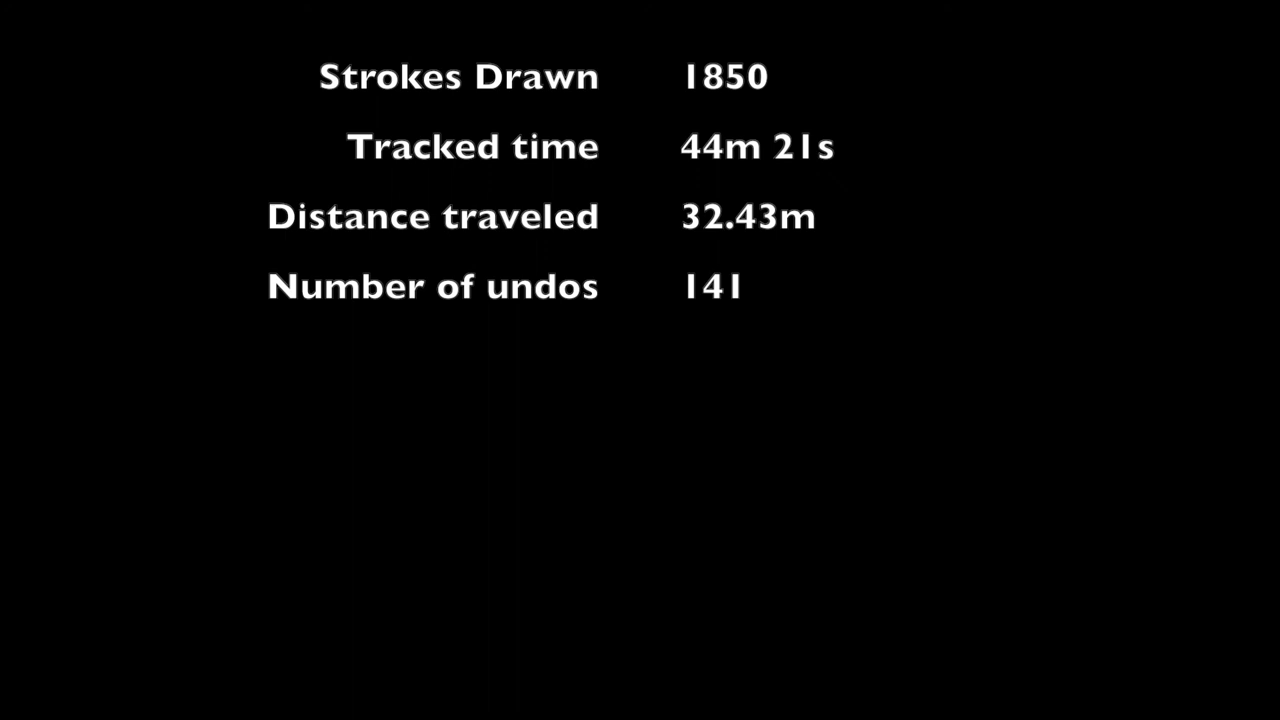 Strokes Drawn 1850
Tracked time 44m 21s
Distance traveled 32.43m
Number of undos 141